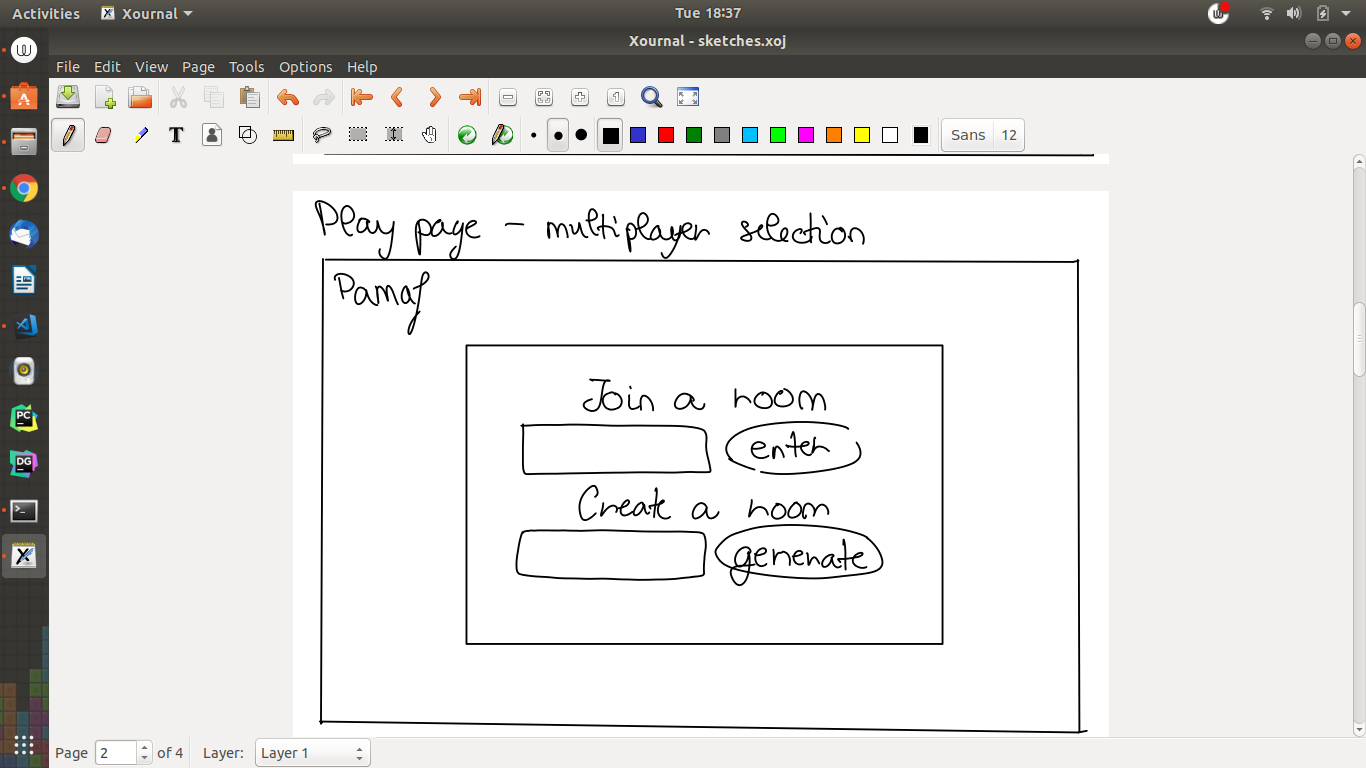 Activities Xournal Tue 18:37
Xournal - sketches.xoj
File Edit View Page Tools Options Help
Sans 12
Play page - multiplayer selection
Pamaf
Join a room
enter
Create a room
generate
Page 2 of 4 Layer: Layer 1